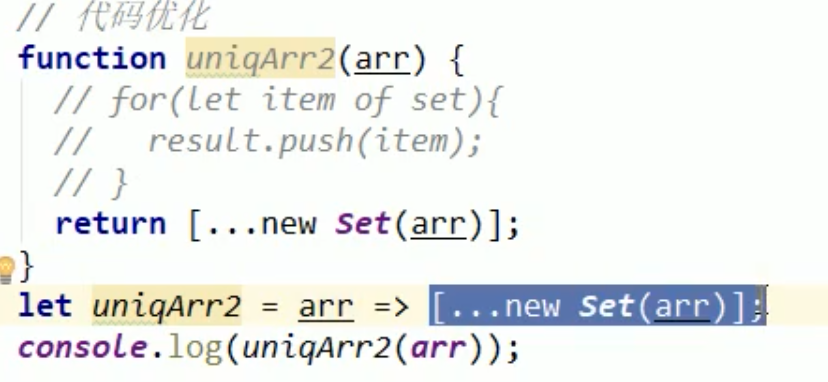 // 代码优化
function uniqArr2(arr) {
// for(let item of set){
// result.push(item);
// }
return [...new Set(arr)];
}
let uniqArr2 = arr => [...new Set(arr)];
console.log(uniqArr2(arr));